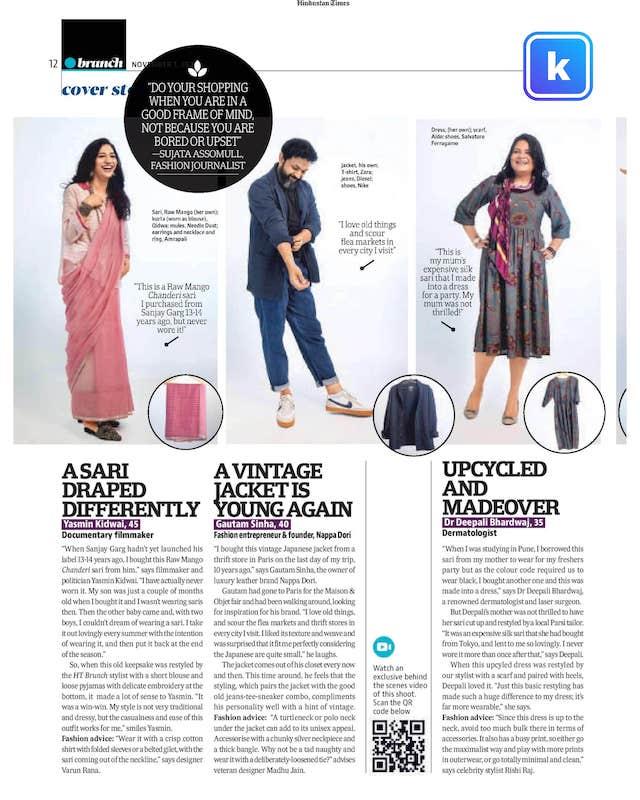 Hindustan Times
12
brunch
NOVEMBER
cover st
k
"DO YOUR SHOPPING
WHEN YOU ARE IN A
GOOD FRAME OF MIND,
NOT BECAUSE YOU ARE
BORED OR UPSET"
—SUJATA ASSOMULL,
FASHION JOURNALIST
Sari, Raw Mango (her own);
kurta (worn as blouse),
Gidwa; mules, Needle Dust;
earrings and necklace and
ring, Amrapali
"This is a Raw Mango
Chanderi sari
I purchased from
Sanjay Garg 13-14
years ago, but never
wore it!"
Jacket, his own;
T-shirt, Zara;
jeans, Diesel;
shoes, Nike
"I love old things
and scour
flea markets in
every city I visit"
Dress, (her own); scarf,
Aldo; shoes, Salvatore
Ferragamo
"This is
my mum's
expensive silk
sari that I made
into a dress
for a party. My
mum was not
thrilled!"
A SARI
DRAPED
DIFFERENTLY
Yasmin Kidwai, 45
Documentary filmmaker
"When Sanjay Garg hadn't yet launched his
label 13-14 years ago, I bought this Raw Mango
Chanderi sari from him," says filmmaker and
politician Yasmin Kidwai. "I have actually never
worn it. My son was just a couple of months
old when I bought it and I wasn't wearing saris
then. Then the other baby came and, with two
boys, I couldn't dream of wearing a sari. I take
it out lovingly every summer with the intention
of wearing it, and then put it back at the end
of the season."
So, when this old keepsake was restyled by
the HT Brunch stylist with a short blouse and
loose pyjamas with delicate embroidery at the
bottom, it made a lot of sense to Yasmin. "It
was a win-win. My style is not very traditional
and dressy, but the casualness and ease of this
outfit works for me," smiles Yasmin.
Fashion advice: "Wear it with a crisp cotton
shirt with folded sleeves or a belted gilet, with the
sari coming out of the neckline," says designer
Varun Rana.
A VINTAGE
JACKET IS
YOUNG AGAIN
Gautam Sinha, 40
Fashion entrepreneur & founder, Nappa Dori
"I bought this vintage Japanese jacket from a
thrift store in Paris on the last day of my trip,
10 years ago," says Gautam Sinha, the owner of
luxury leather brand Nappa Dori.
Gautam had gone to Paris for the Maison &
Objet fair and had been walking around, looking
for inspiration for his brand. "I love old things,
and scour the flea markets and thrift stores in
every city I visit. I liked its texture and weave and
was surprised that it fit me perfectly considering
the Japanese are quite small," he laughs.
The jacket comes out of his closet every now
and then. This time around, he feels that the
styling, which pairs the jacket with the good
old jeans-tee-sneaker combo, compliments
his personality well with a hint of vintage.
Fashion advice: "A turtleneck or polo neck
under the jacket can add to its unisex appeal.
Accessorise with a chunky silver neckpiece and
a thick bangle. Why not be a tad naughty and
wear it with a deliberately-loosened tie?" advises
veteran designer Madhu Jain.
Watch an
exclusive behind
the scenes video
of this shoot.
Scan the QR
code below
UPCYCLED
AND
MADEOVER
Dr Deepali Bhardwaj, 35
Dermatologist
"When I was studying in Pune, I borrowed this
sari from my mother to wear for my freshers
party but as the colour code required us to
wear black, I bought another one and this was
made into a dress," says Dr Deepali Bhardwaj,
a renowned dermatologist and laser surgeon.
But Deepali's mother was not thrilled to have
her sari cut up and restyled by a local Parsi tailor.
"It was an expensive silk sari that she had bought
from Tokyo, and lent to me so lovingly. I never
wore it more than once after that," says Deepali.
When this upcycled dress was restyled by
our stylist with a scarf and paired with heels,
Deepali loved it. "Just this basic restyling has
made such a huge difference to my dress; it's
far more wearable," she says.
Fashion advice: "Since this dress is up to the
neck, avoid too much bulk there in terms of
accessories. It also has a busy print, so either go
the maximalist way and play with more prints
in outerwear, or go totally minimal and clean,"
says celebrity stylist Rishi Raj.